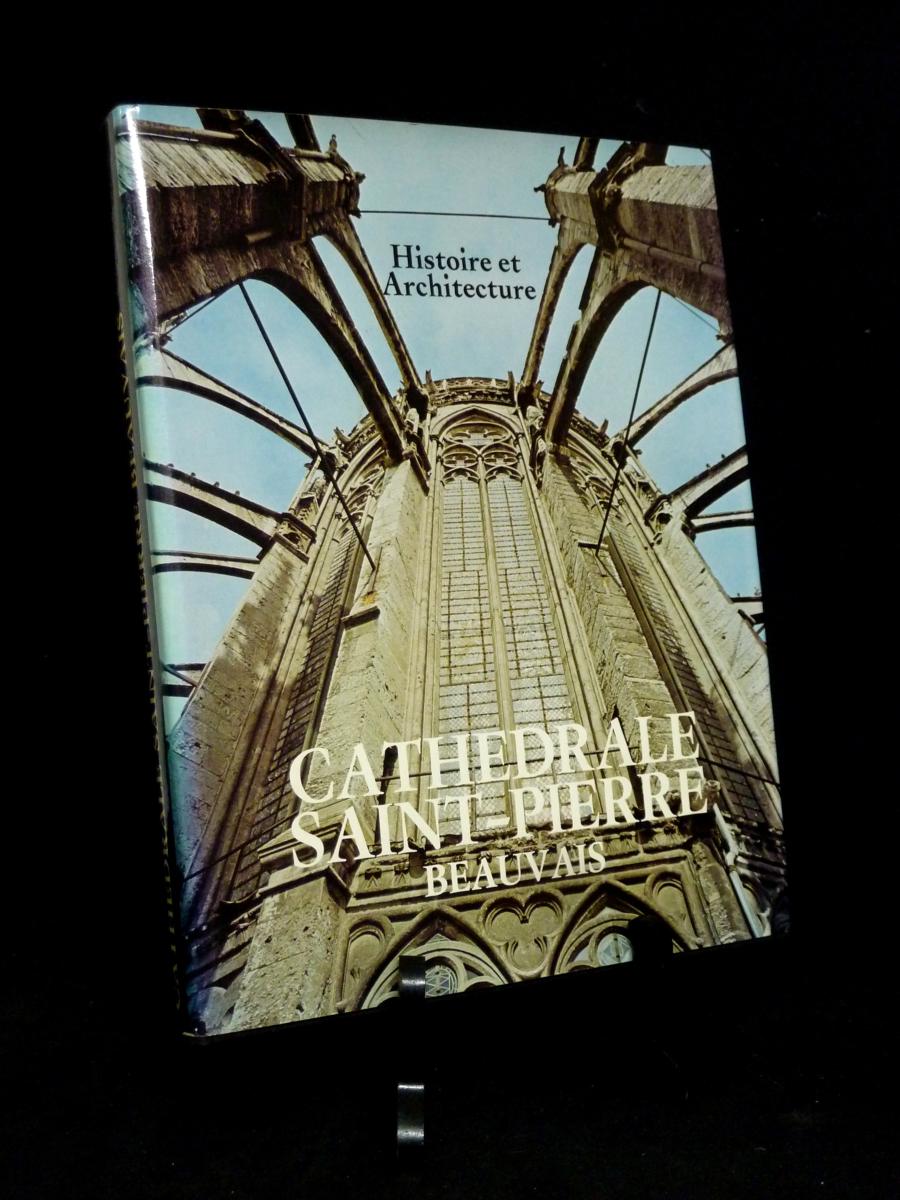 Histoire et
Architecture
CATHEDRALE
SAINT-PIERRE
BEAUVAIS